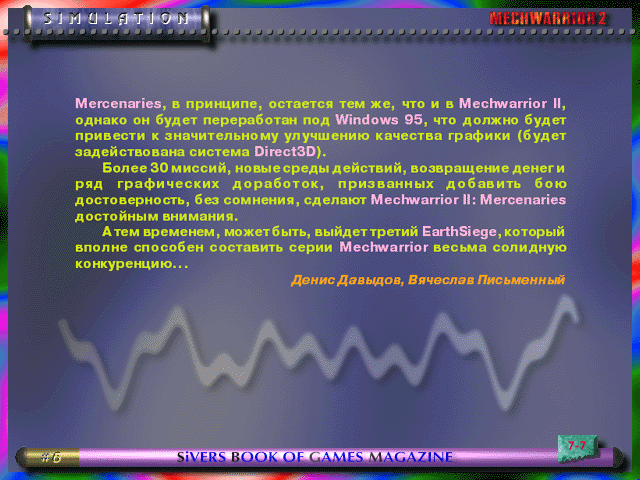 SIMULATION
MECHWARRIOR 2
Mercenaries, в принципе, остается тем же, что и в Mechwarrior II,
однако он будет переработан под Windows 95, что должно будет
привести к значительному улучшению качества графики (будет
задействована система Direct3D).
Более 30 миссий, новые среды действий, возвращение денег и
ряд графических доработок, призванных добавить бою
достоверность, без сомнения, сделают Mechwarrior II: Mercenaries
достойным внимания.
А тем временем, может быть, выйдет третий EarthSiege, который
вполне способен составить серии Mechwarrior весьма солидную
конкуренцию...
Денис Давыдов, Вячеслав Письменный
7-7
#6
SiVERS BOOK OF GAMES MAGAZINE